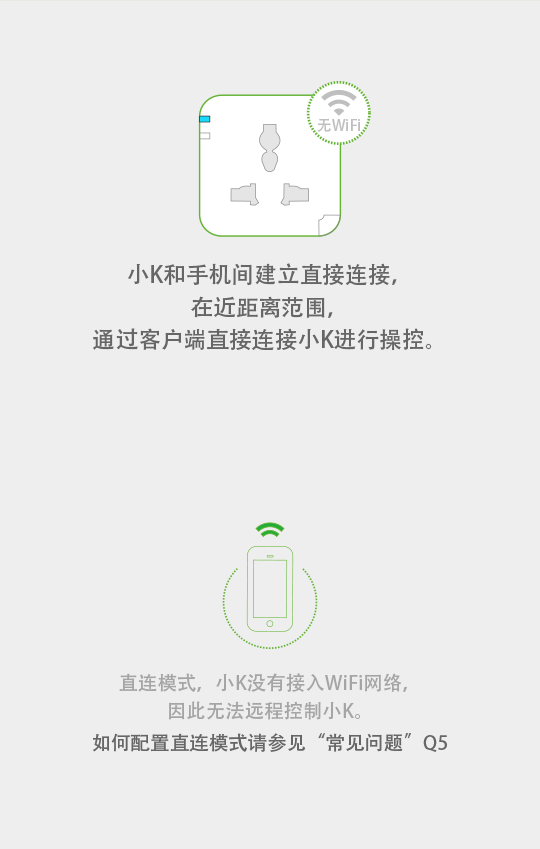 无WiFi
小K和手机间建立直接连接,
在近距离范围,
通过客户端直接连接小K进行操控。
直连模式，小K没有接入WiFi网络,
因此无法远程控制小K。
如何配置直连模式请参见“常见问题”Q5